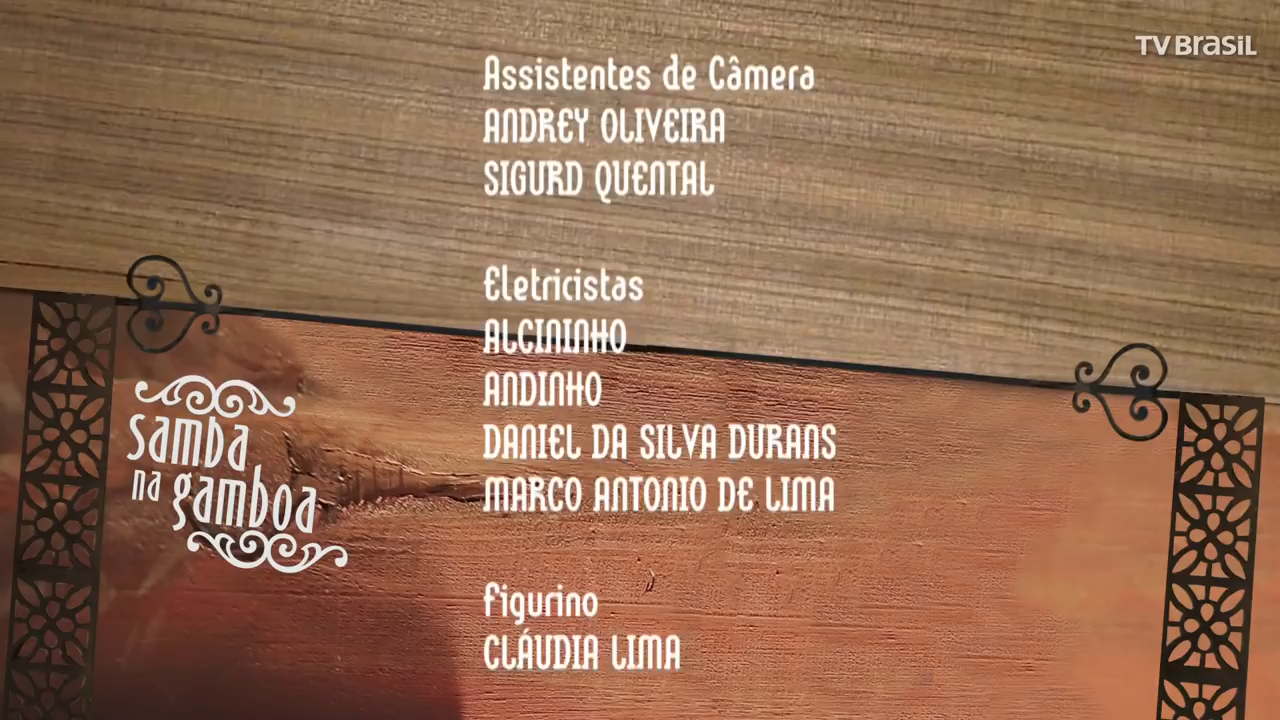 TV BRASIL
Assistentes de Câmera
ANDREY OLIVEIRA
SIGURD QUENTAL
Eletricistas
ALCININHO
ANDINHO
DANIEL DA SILVA DURANS
MARCO ANTONIO DE LIMA
samba
na gamboa
Figurino
CLÁUDIA LIMA